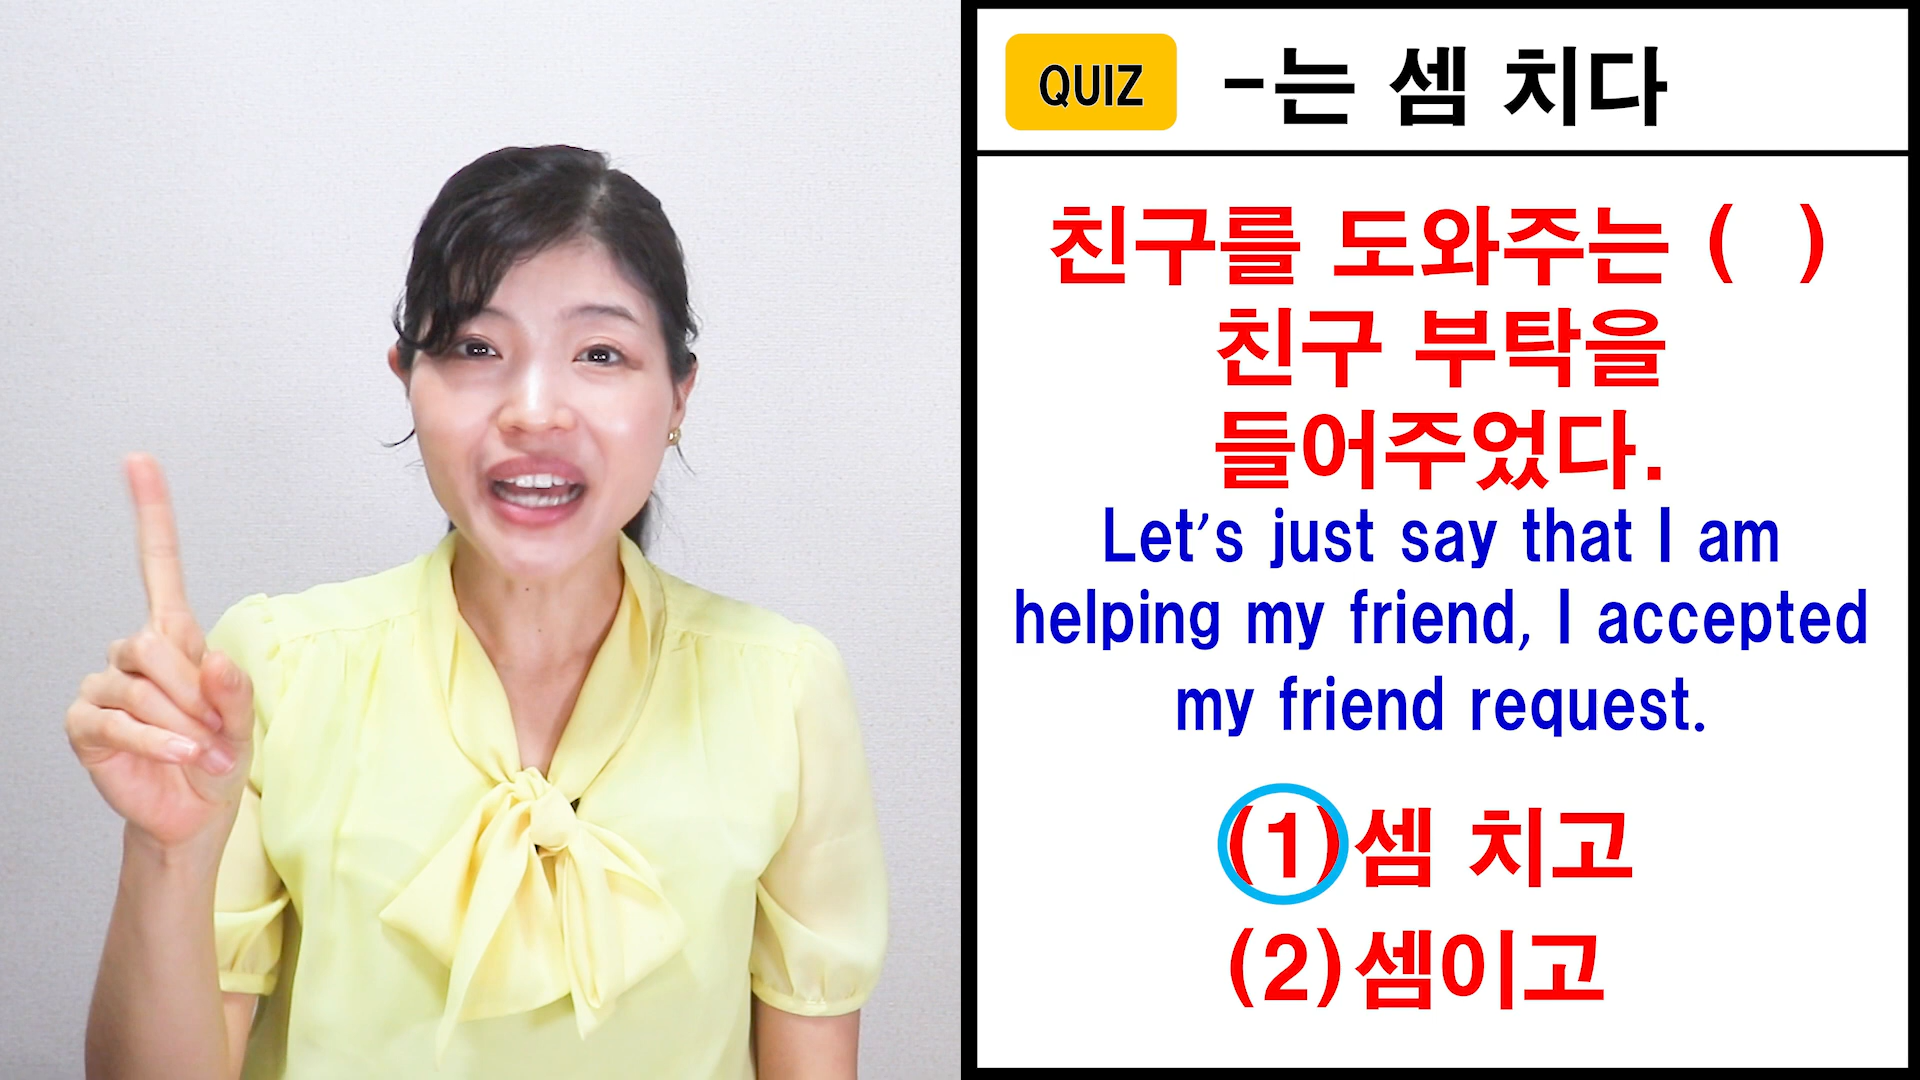 QUIZ -는 셈 치다
친구를 도와주는 ( )
친구 부탁을
들어주었다.
Let's just say that I am
helping my friend, I accepted
my friend request.
(1)셈 치고
(2)셈이고